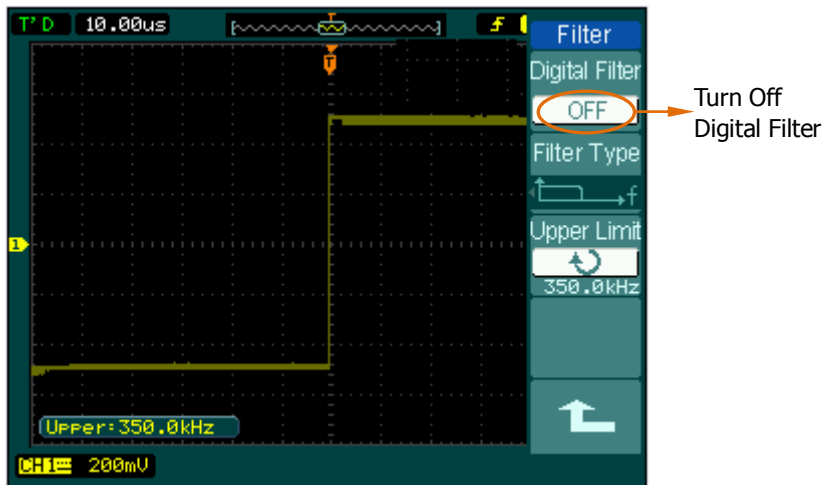 T'D 10.00us
T
Filter
Digital Filter
OFF
Turn Off
Digital Filter
Filter Type
f
Upper Limit
350.0kHz
1
Upper:350.0kHz
CH1 200mV